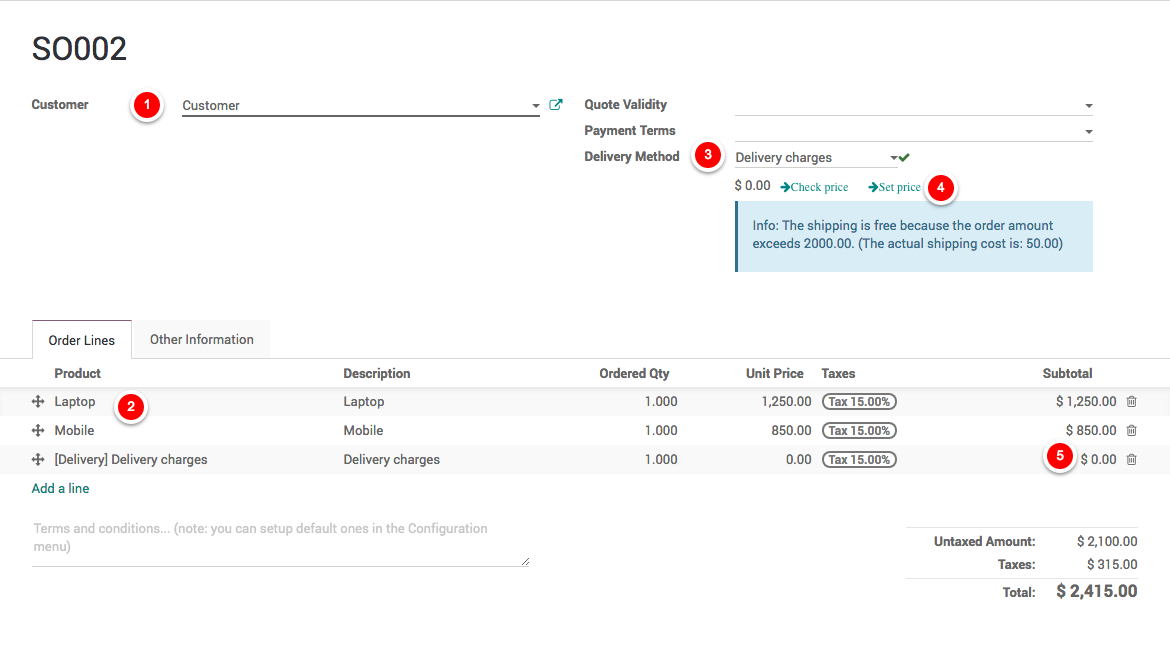 SO002
Customer 1 Customer
Quote Validity
Payment Terms
Delivery Method 3 Delivery charges
$ 0.00 Check price Set price 4
Info: The shipping is free because the order amount
exceeds 2000.00. (The actual shipping cost is: 50.00)
Order Lines Other Information
Product Description Ordered Qty Unit Price Taxes Subtotal
Laptop 2 Laptop 1.000 1,250.00 Tax 15.00% $ 1,250.00
Mobile Mobile 1.000 850.00 Tax 15.00% $ 850.00
[Delivery] Delivery charges Delivery charges 1.000 0.00 Tax 15.00% 5 $ 0.00
Add a line
Terms and conditions... (note: you can setup default ones in the Configuration
menu)
Untaxed Amount: $ 2,100.00
Taxes: $ 315.00
Total: $ 2,415.00